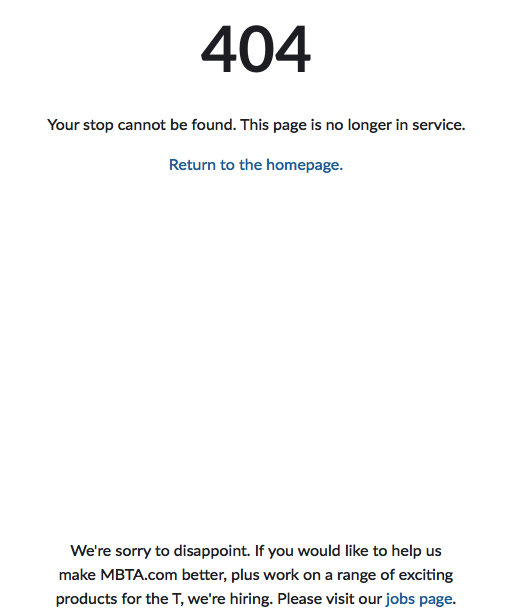 404
Your stop cannot be found. This page is no longer in service.
Return to the homepage.
We're sorry to disappoint. If you would like to help us
make MBTA.com better, plus work on a range of exciting
products for the T, we're hiring. Please visit our jobs page.